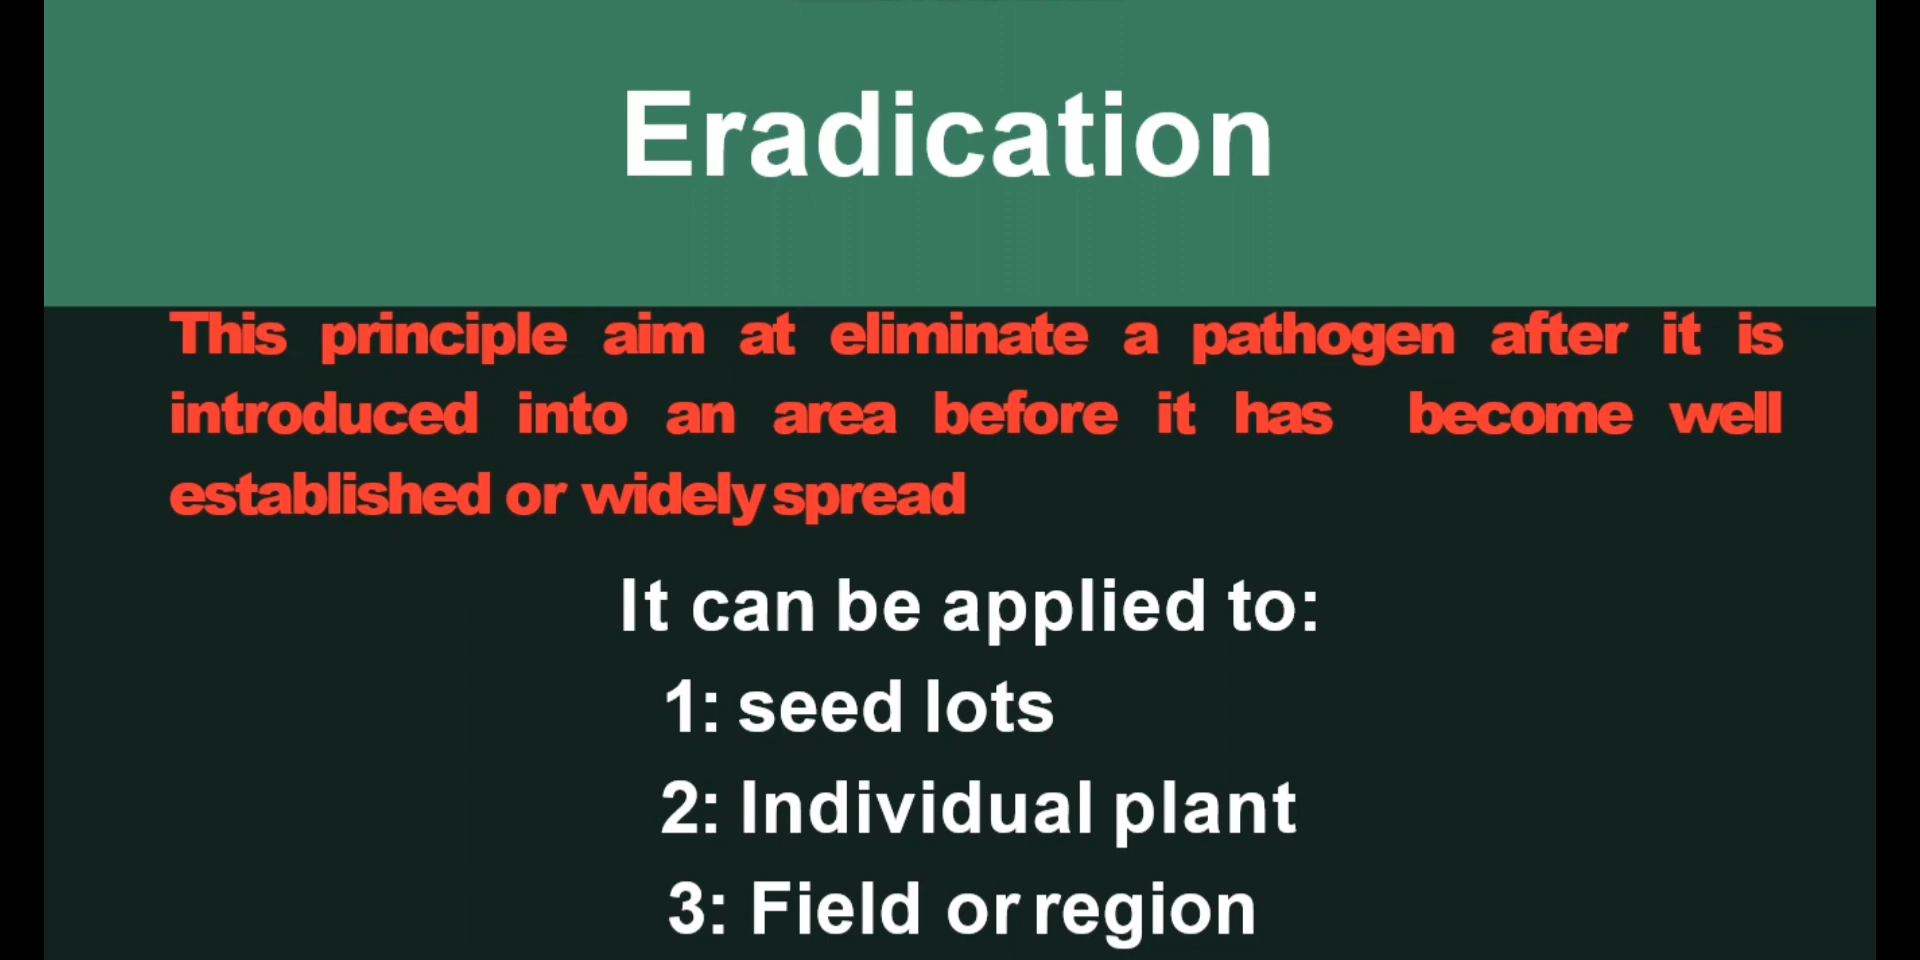 Eradication
This principle aim at eliminate a pathogen after it is
introduced into an area before it has become well
established or widely spread
It can be applied to:
1: seed lots
2: Individual plant
3: Field or region